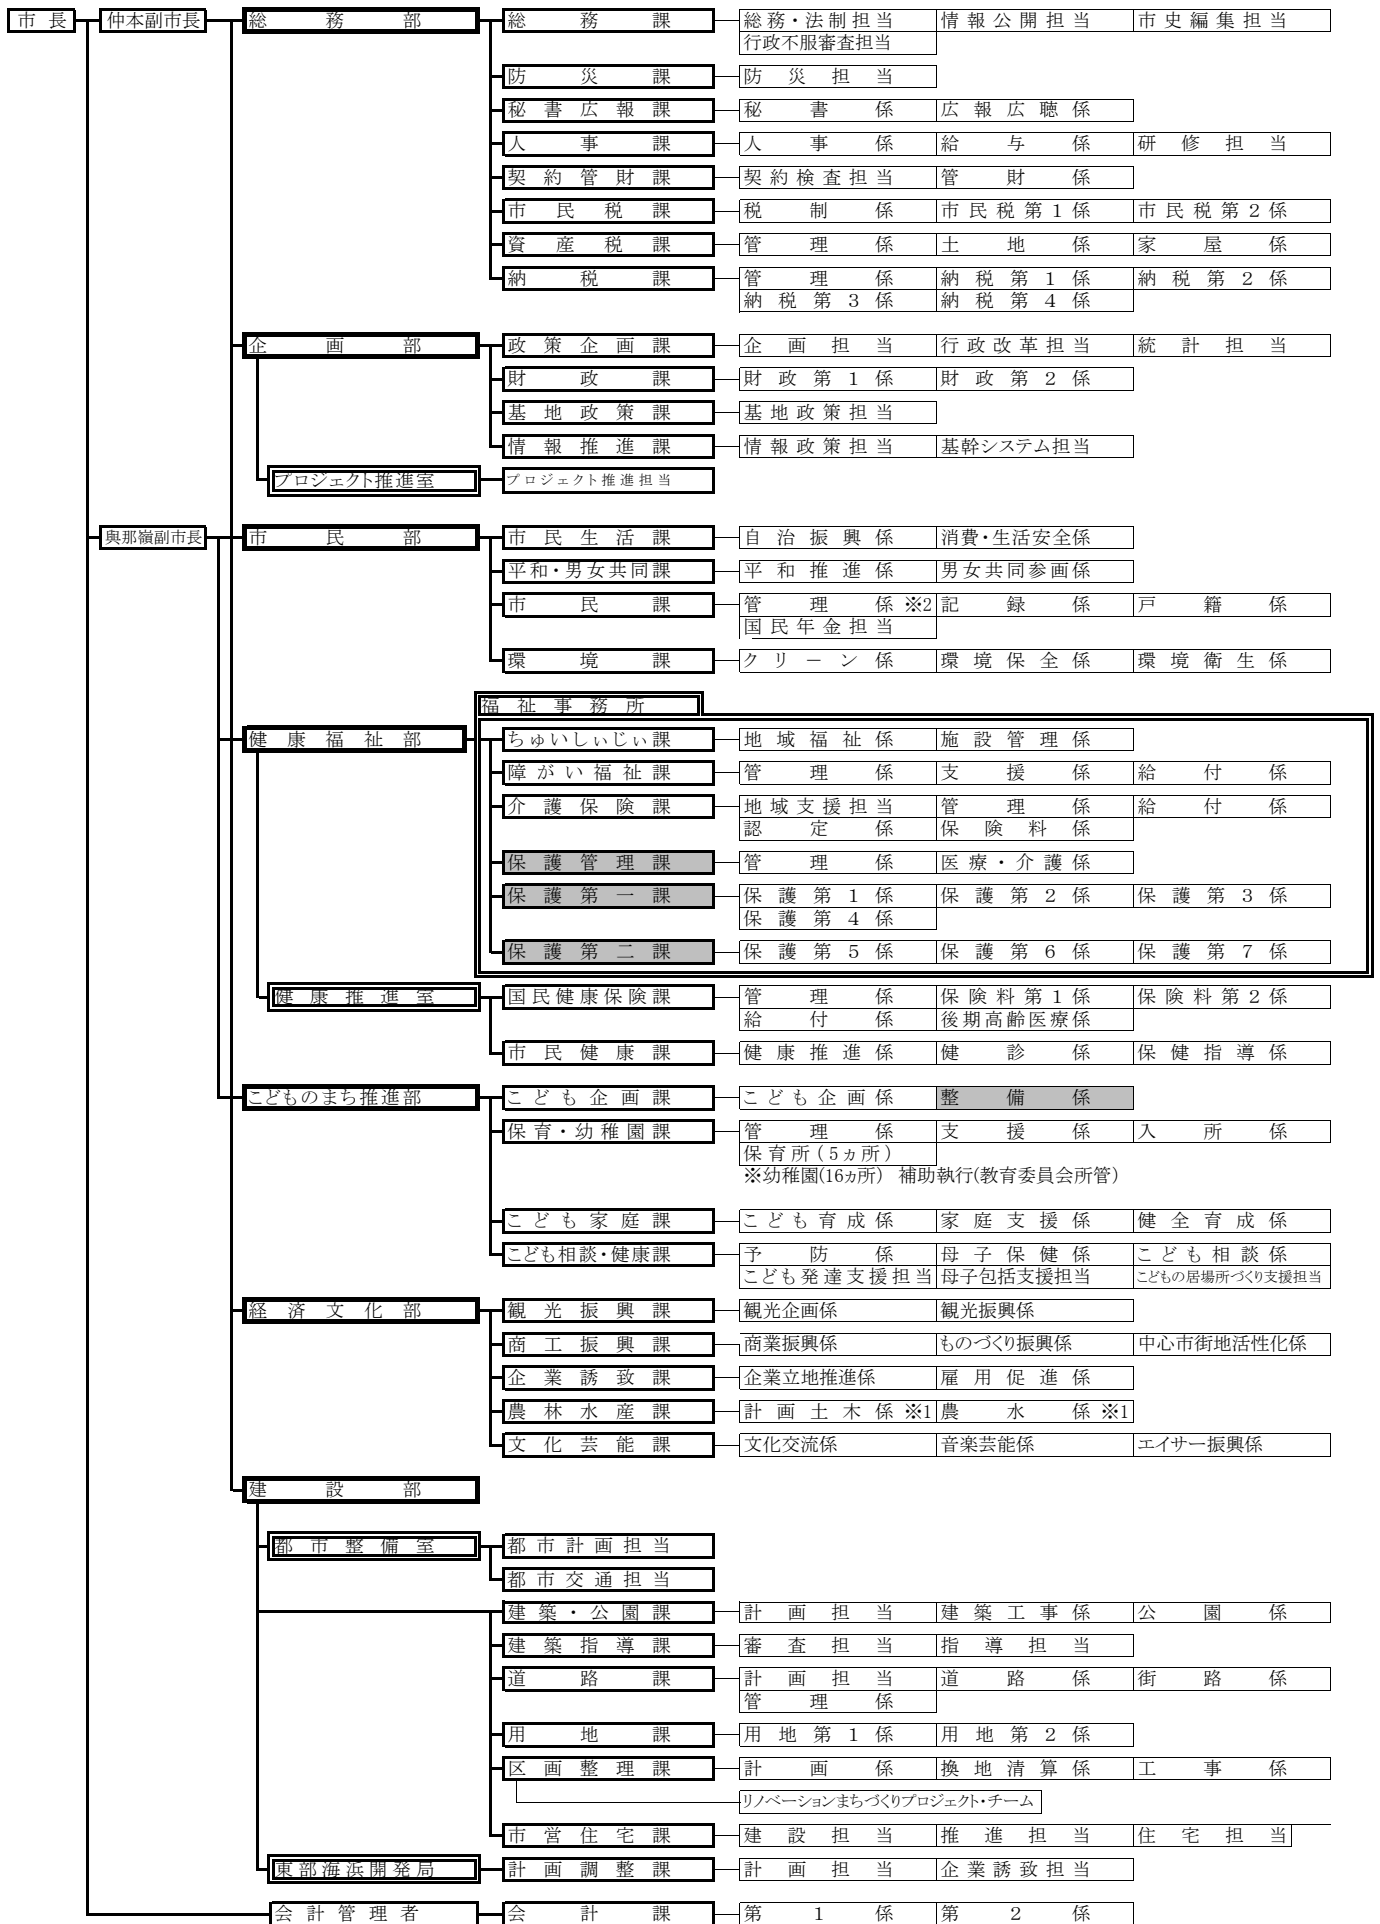 市長 仲本副市長 総務部 総務課 総務・法制担当 情報公開担当 市史編集担当
行政不服審査担当
防災課 防災担当
秘書広報課 秘書係 広報広聴係
人事課 人事係 給与係 研修担当
契約管財課 契約検査担当 管財係
市民税課 税制係 市民税第1係 市民税第2係
資産税課 管理係 土地係 家屋係
納税課 管理係 納税第1係 納税第2係
納税第3係 納税第4係
企画部 政策企画課 企画担当 行政改革担当 統計担当
財政課 財政第1係 財政第2係
基地政策課 基地政策担当
情報推進課 情報政策担当 基幹システム担当
プロジェクト推進室 プロジェクト推進担当
與那嶺副市長 市民部 市民生活課 自治振興係 消費・生活安全係
平和・男女共同課 平和推進係 男女共同参画係
市民課 管理係 ※2 記録係 戸籍係
国民年金担当
環境課 クリーン係 環境保全係 環境衛生係
福祉事務所
健康福祉部 ちゅいしぃじぃ課 地域福祉係 施設管理係
障がい福祉課 管理係 支援係 給付係
介護保険課 地域支援担当 管理係 給付係
認定係 保険料係
保護管理課 管理係 医療・介護係
保護第一課 保護第1係 保護第2係 保護第3係
保護第4係
保護第二課 保護第5係 保護第6係 保護第7係
健康推進室 国民健康保険課 管理係 保険料第1係 保険料第2係
給付係 後期高齢医療係
市民健康課 健康推進係 健診係 保健指導係
こどものまち推進部 こども企画課 こども企画係 整備係
保育・幼稚園課 管理係 支援係 入所係
保育所(5ヵ所)
※幼稚園(16ヵ所) 補助執行(教育委員会所管)
こども家庭課 こども育成係 家庭支援係 健全育成係
こども相談・健康課 予防係 母子保健係 こども相談係
こども発達支援担当 母子包括支援担当 こどもの居場所づくり支援担当
経済文化部 観光振興課 観光企画係 観光振興係
商工振興課 商業振興係 ものづくり振興係 中心市街地活性化係
企業誘致課 企業立地推進係 雇用促進係
農林水産課 計画土木係 ※1 農水係 ※1
文化芸能課 文化交流係 音楽芸能係 エイサー振興係
建設部
都市整備室 都市計画担当
都市交通担当
建築・公園課 計画担当 建築工事係 公園係
建築指導課 審査担当 指導担当
道路課 計画担当 道路係 街路係
管理係
用地課 用地第1係 用地第2係
区画整理課 計画係 換地清算係 工事係
リノベーションまちづくりプロジェクト・チーム
市営住宅課 建設担当 推進担当 住宅担当
東部海浜開発局 計画調整課 計画担当 企業誘致担当
会計管理者 会計課 第1係 第2係